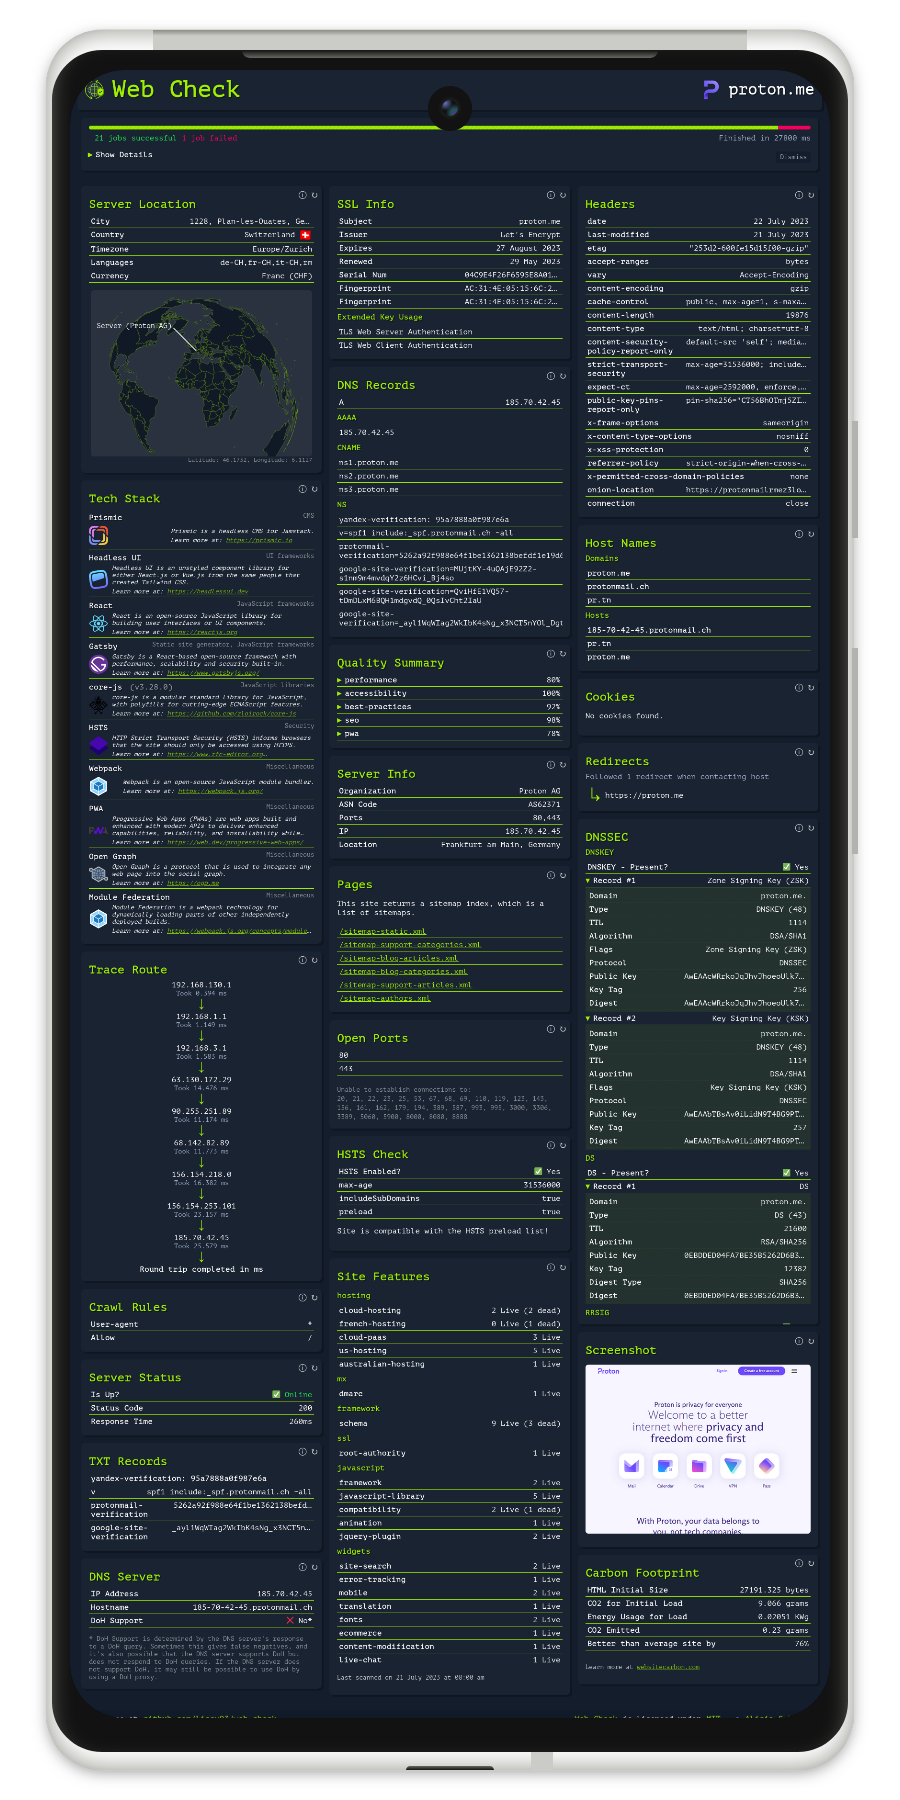 Web Check
proton.me
21 jobs successful 1 job failed
Finished in 27800 ms
Show Details
Dismiss
Server Location
City 1228, Plan-les-Ouates, Ge…
Country Switzerland
Timezone Europe/Zurich
Languages de-CH,fr-CH,it-CH,rm
Currency Franc (CHF)
Server (Proton AG)
Tech Stack
Prismic CMS
Prismic is a headless CMS for Jamstack.
Learn more at: https://prismic.io
Headless UI UI frameworks
Headless UI is an unstyled component library for
either React.js or Vue.js from the same people that
created Tailwind CSS.
Learn more at: https://headlessui.dev
React JavaScript frameworks
React is an open-source JavaScript library for
building user interfaces or UI components.
Learn more at: https://reactjs.org
Gatsby Static site generator, JavaScript frameworks
Gatsby is a React-based open-source framework with
performance, scalability and security built-in.
Learn more at: https://www.gatsbyjs.org/
core-js (v3.28.0) JavaScript libraries
core-js is a modular standard library for JavaScript,
with polyfills for cutting-edge ECMAScript features.
Learn more at: https://github.com/zloirock/core-js
HSTS Security
HTTP Strict Transport Security (HSTS) informs browsers
that the site should only be accessed using HTTPS.
Learn more at: https://www.rfc-editor.org…
Webpack Miscellaneous
Webpack is an open-source JavaScript module bundler.
Learn more at: https://webpack.js.org/
PWA Miscellaneous
Progressive Web Apps (PWAs) are web apps built and
enhanced with modern APIs to deliver enhanced
capabilities, reliability, and installability while…
Learn more at: https://web.dev/progressive-web-apps/
Open Graph Miscellaneous
Open Graph is a protocol that is used to integrate any
web page into the social graph.
Learn more at: https://ogp.me
Module Federation Miscellaneous
Module Federation is a webpack technology for
dynamically loading parts of other independently
deployed builds.
Learn more at: https://webpack.js.org/concepts/module…
Trace Route
192.168.130.1
Took 0.394 ms
192.168.1.1
Took 1.149 ms
192.168.3.1
Took 1.583 ms
63.130.172.29
Took 14.476 ms
90.255.251.89
Took 11.174 ms
68.142.82.89
Took 11.773 ms
156.154.218.0
Took 16.382 ms
156.154.253.101
Took 23.157 ms
185.70.42.45
Took 25.579 ms
Round trip completed in ms
Crawl Rules
User-agent *
Allow /
Server Status
Is Up? Online
Status Code 200
Response Time 260ms
TXT Records
yandex-verification: 95a7888a0f987e6a
v spf1 include:_spf.protonmail.ch ~all
protonmail-verification 5262a92f988e64f1be1362138befd…
google-site-verification _ayl1WqWIag2WkIbK4sNg_x3NCT5n…
DNS Server
IP Address 185.70.42.45
Hostname 185-70-42-45.protonmail.ch
DoH Support No*
* DoH Support is determined by the DNS server's response
to a DoH query. Sometimes this gives false negatives, and
it's also possible that the DNS server supports DoH but
does not respond to DoH queries. If the DNS server does
not support DoH, it may still be possible to use DoH by
using a DoH proxy.
SSL Info
Subject proton.me
Issuer Let's Encrypt
Expires 27 August 2023
Renewed 29 May 2023
Serial Num 04C9E4F26F6595E8A01…
Fingerprint AC:31:4E:05:15:6C:2…
Fingerprint AC:31:4E:05:15:6C:2…
Extended Key Usage
TLS Web Server Authentication
TLS Web Client Authentication
DNS Records
A 185.70.42.45
AAAA
185.70.42.45
CNAME
ns1.proton.me
ns2.proton.me
ns3.proton.me
NS
yandex-verification: 95a7888a0f987e6a
v=spf1 include:_spf.protonmail.ch ~all
protonmail-
verification=5262a92f988e64f1be1362138befdf1e19d6
google-site-
verification=MUjtKY-4uQAjE92Z2-
s1nm9m4mvdqY2z6HCvi_Bj4so
google-site-
verification=QviHfE1VQ57-
tDmDLxM6BQH1mdgvdQ_0QsIvCht2IaU
google-site-
verification=_ayl1WqWIag2WkIbK4sNg_x3NCT5nYOl_Dgt
Quality Summary
performance 80%
accessibility 100%
best-practices 92%
seo 98%
pwa 78%
Server Info
Organization Proton AG
ASN Code AS62371
Ports 80,443
IP 185.70.42.45
Location Frankfurt am Main, Germany
Pages
This site returns a sitemap index, which is a
list of sitemaps.
/sitemap-static.xml
/sitemap-support-categories.xml
/sitemap-blog-articles.xml
/sitemap-blog-categories.xml
/sitemap-support-articles.xml
/sitemap-authors.xml
Open Ports
80
443
Unable to establish connections to:
20, 21, 22, 23, 25, 53, 67, 68, 69, 110, 119, 123, 143,
156, 161, 162, 179, 194, 389, 587, 993, 995, 3000, 3306,
3389, 5060, 5900, 8000, 8080, 8888
HSTS Check
HSTS Enabled? Yes
max-age 31536000
includeSubDomains true
preload true
Site is compatible with the HSTS preload list!
Site Features
hosting
cloud-hosting 2 Live (2 dead)
french-hosting 0 Live (1 dead)
cloud-paas 3 Live
us-hosting 5 Live
australian-hosting 1 Live
mx
dmarc 1 Live
framework
schema 9 Live (3 dead)
ssl
root-authority 1 Live
javascript
framework 2 Live
javascript-library 5 Live
compatibility 2 Live (1 dead)
animation 1 Live
jquery-plugin 2 Live
widgets
site-search 2 Live
error-tracking 1 Live
mobile 2 Live
translation 1 Live
fonts 2 Live
ecommerce 1 Live
content-modification 1 Live
live-chat 1 Live
Last scanned on 21 July 2023 at 08:00 am
Headers
date 22 July 2023
last-modified 21 July 2023
etag "253d2-600fe15d15f00-gzip"
accept-ranges bytes
vary Accept-Encoding
content-encoding gzip
cache-control public, max-age=1, s-maxa…
content-length 19876
content-type text/html; charset=utf-8
content-security-policy-report-only default-src 'self'; media…
strict-transport-security max-age=31536000; include…
expect-ct max-age=2592000, enforce,…
public-key-pins-report-only pin-sha256="CT56BhOTmj5ZI…
x-frame-options sameorigin
x-content-type-options nosniff
x-xss-protection 0
referrer-policy strict-origin-when-cross-…
x-permitted-cross-domain-policies none
onion-location https://protonmailrmez3lo…
connection close
Host Names
Domains
proton.me
protonmail.ch
pr.tn
Hosts
185-70-42-45.protonmail.ch
pr.tn
proton.me
Cookies
No cookies found.
Redirects
Followed 1 redirect when contacting host
https://proton.me
DNSSEC
DNSKEY
DNSKEY - Present? Yes
Record #1 Zone Signing Key (ZSK)
Domain proton.me.
Type DNSKEY (48)
TTL 1114
Algorithm DSA/SHA1
Flags Zone Signing Key (ZSK)
Protocol DNSSEC
Public Key AwEAAcWRrkoJqJhvJhoeoUlk7…
Key Tag 256
Digest AwEAAcWRrkoJqJhvJhoeoUlk7…
Record #2 Key Signing Key (KSK)
Domain proton.me.
Type DNSKEY (48)
TTL 1114
Algorithm DSA/SHA1
Flags Key Signing Key (KSK)
Protocol DNSSEC
Public Key AwEAAbTBsAv0iLidN9T4BG9PT…
Key Tag 257
Digest AwEAAbTBsAv0iLidN9T4BG9PT…
DS
DS - Present? Yes
Record #1 DS
Domain proton.me.
Type DS (43)
TTL 21600
Algorithm RSA/SHA256
Public Key 0EBDDED04FA7BE35B5262D6B3…
Key Tag 12382
Digest Type SHA256
Digest 0EBDDED04FA7BE35B5262D6B3…
RRSIG
Screenshot
Proton
Sign in
Create a free account
Proton is privacy for everyone
Welcome to a better
internet where privacy and
freedom come first
Mail Calendar Drive VPN Pass
With Proton, your data belongs to
you, not tech companies
Carbon Footprint
HTML Initial Size 27191.325 bytes
CO2 for Initial Load 9.066 grams
Energy Usage for Load 0.02051 KWg
CO2 Emitted 0.23 grams
Better than average site by 76%
Learn more at websitecarbon.com